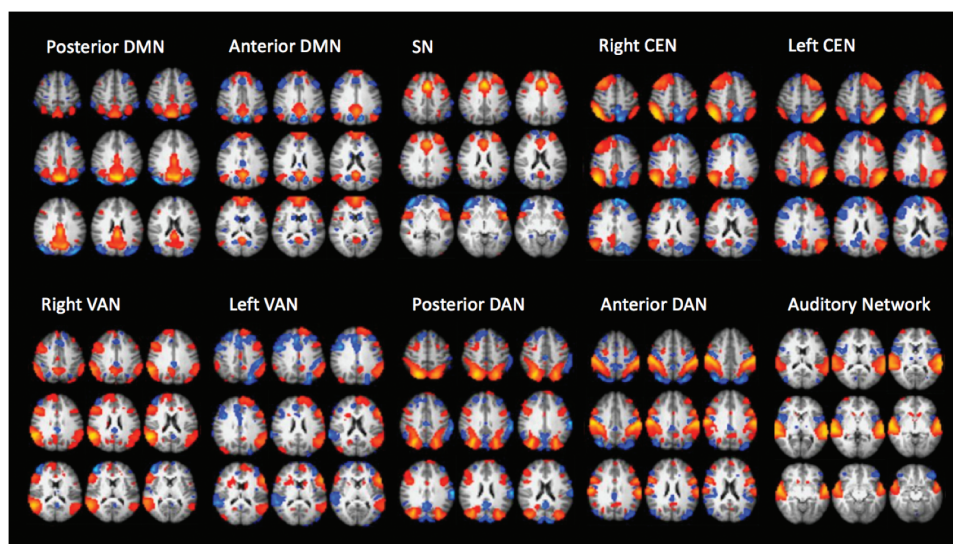 Posterior DMN
Anterior DMN
SN
Right CEN
Left CEN
Right VAN
Left VAN
Posterior DAN
Anterior DAN
Auditory Network